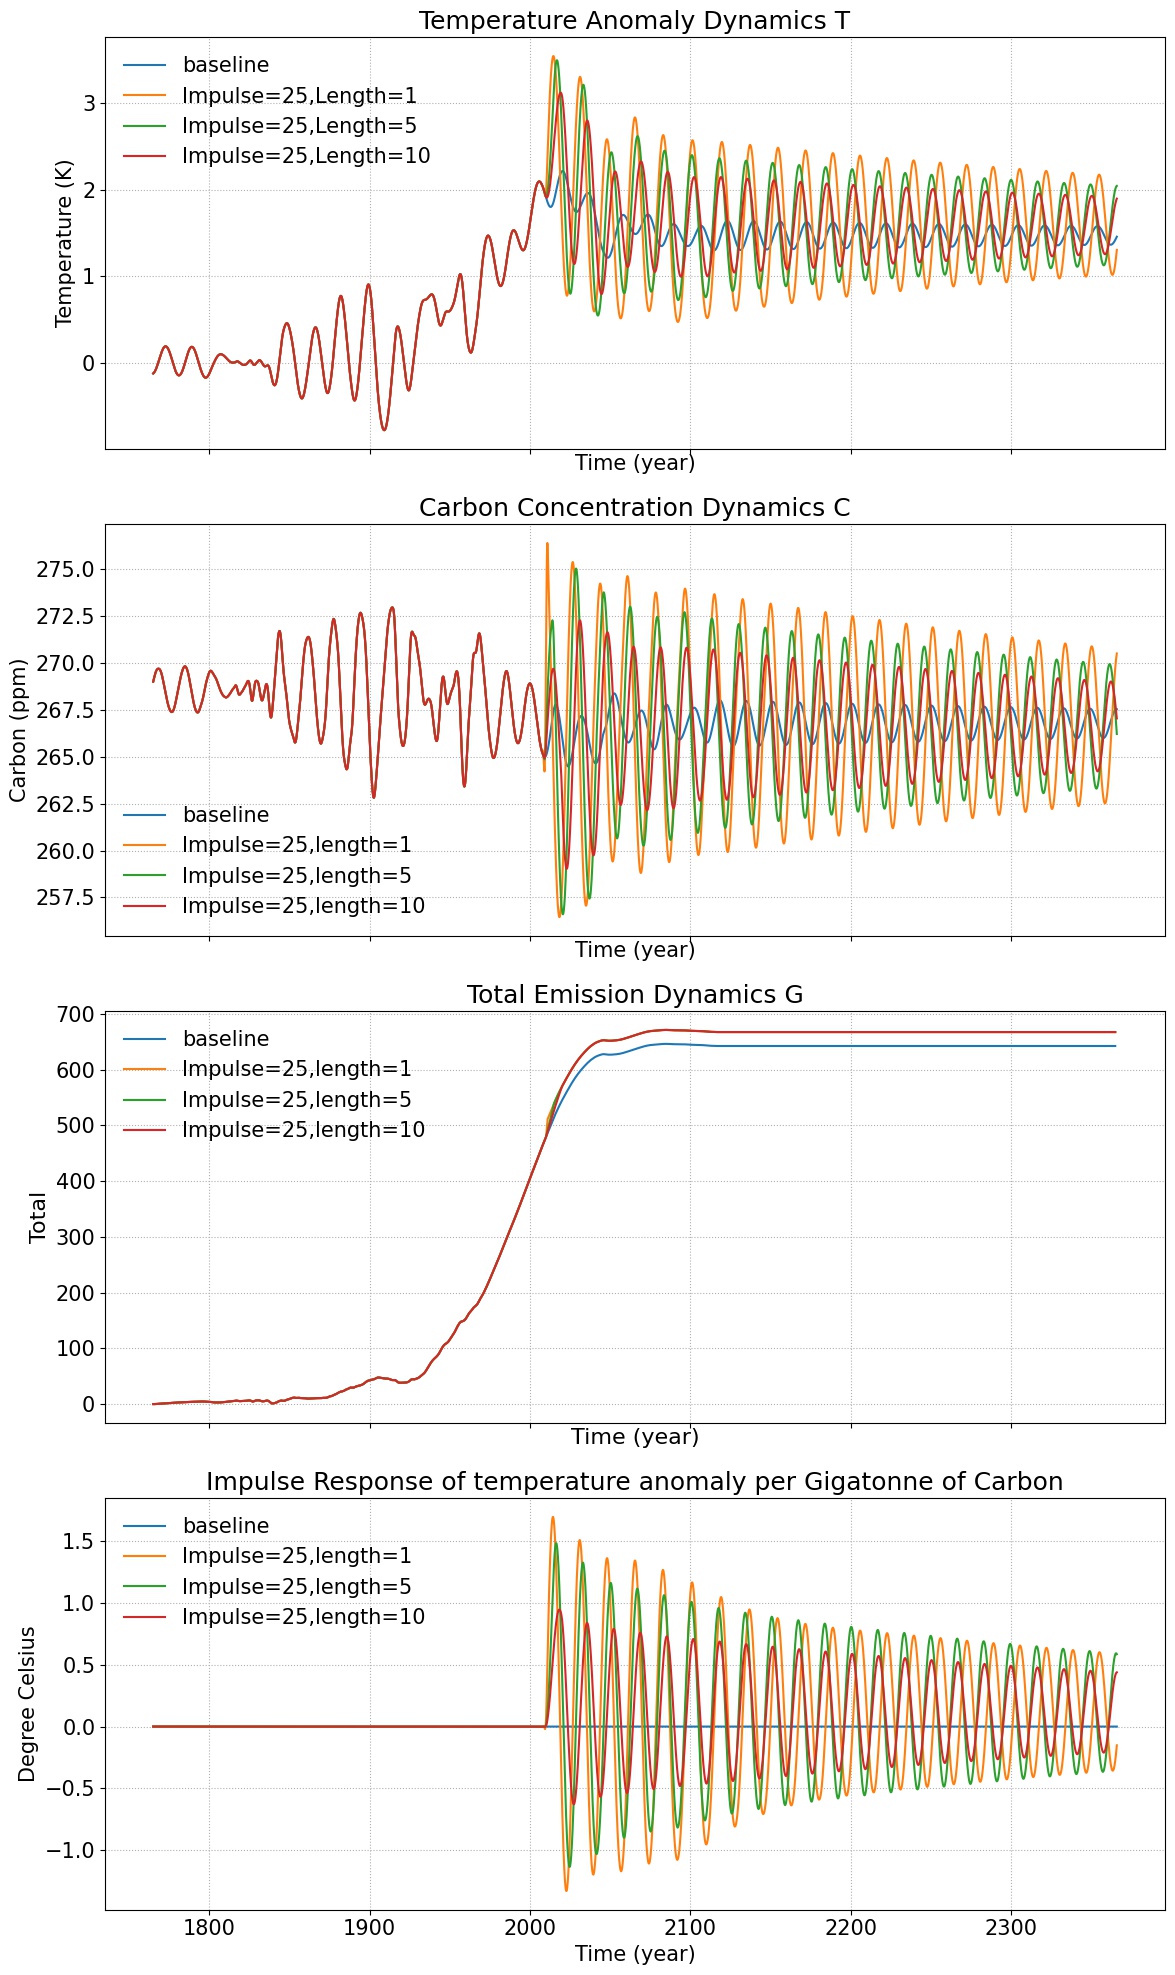 Temperature Anomaly Dynamics T
baseline
Impulse=25,Length=1
Impulse=25,Length=5
Impulse=25,Length=10
3
2
1
0
Temperature (K)
Time (year)
Carbon Concentration Dynamics C
275.0
272.5
270.0
267.5
265.0
262.5
260.0
257.5
Carbon (ppm)
baseline
Impulse=25,length=1
Impulse=25,length=5
Impulse=25,length=10
Time (year)
Total Emission Dynamics G
700
600
500
400
300
200
100
0
Total
baseline
Impulse=25,length=1
Impulse=25,length=5
Impulse=25,length=10
Time (year)
Impulse Response of temperature anomaly per Gigatonne of Carbon
baseline
Impulse=25,length=1
Impulse=25,length=5
Impulse=25,length=10
1.5
1.0
0.5
0.0
−0.5
−1.0
Degree Celsius
1800 1900 2000 2100 2200 2300
Time (year)